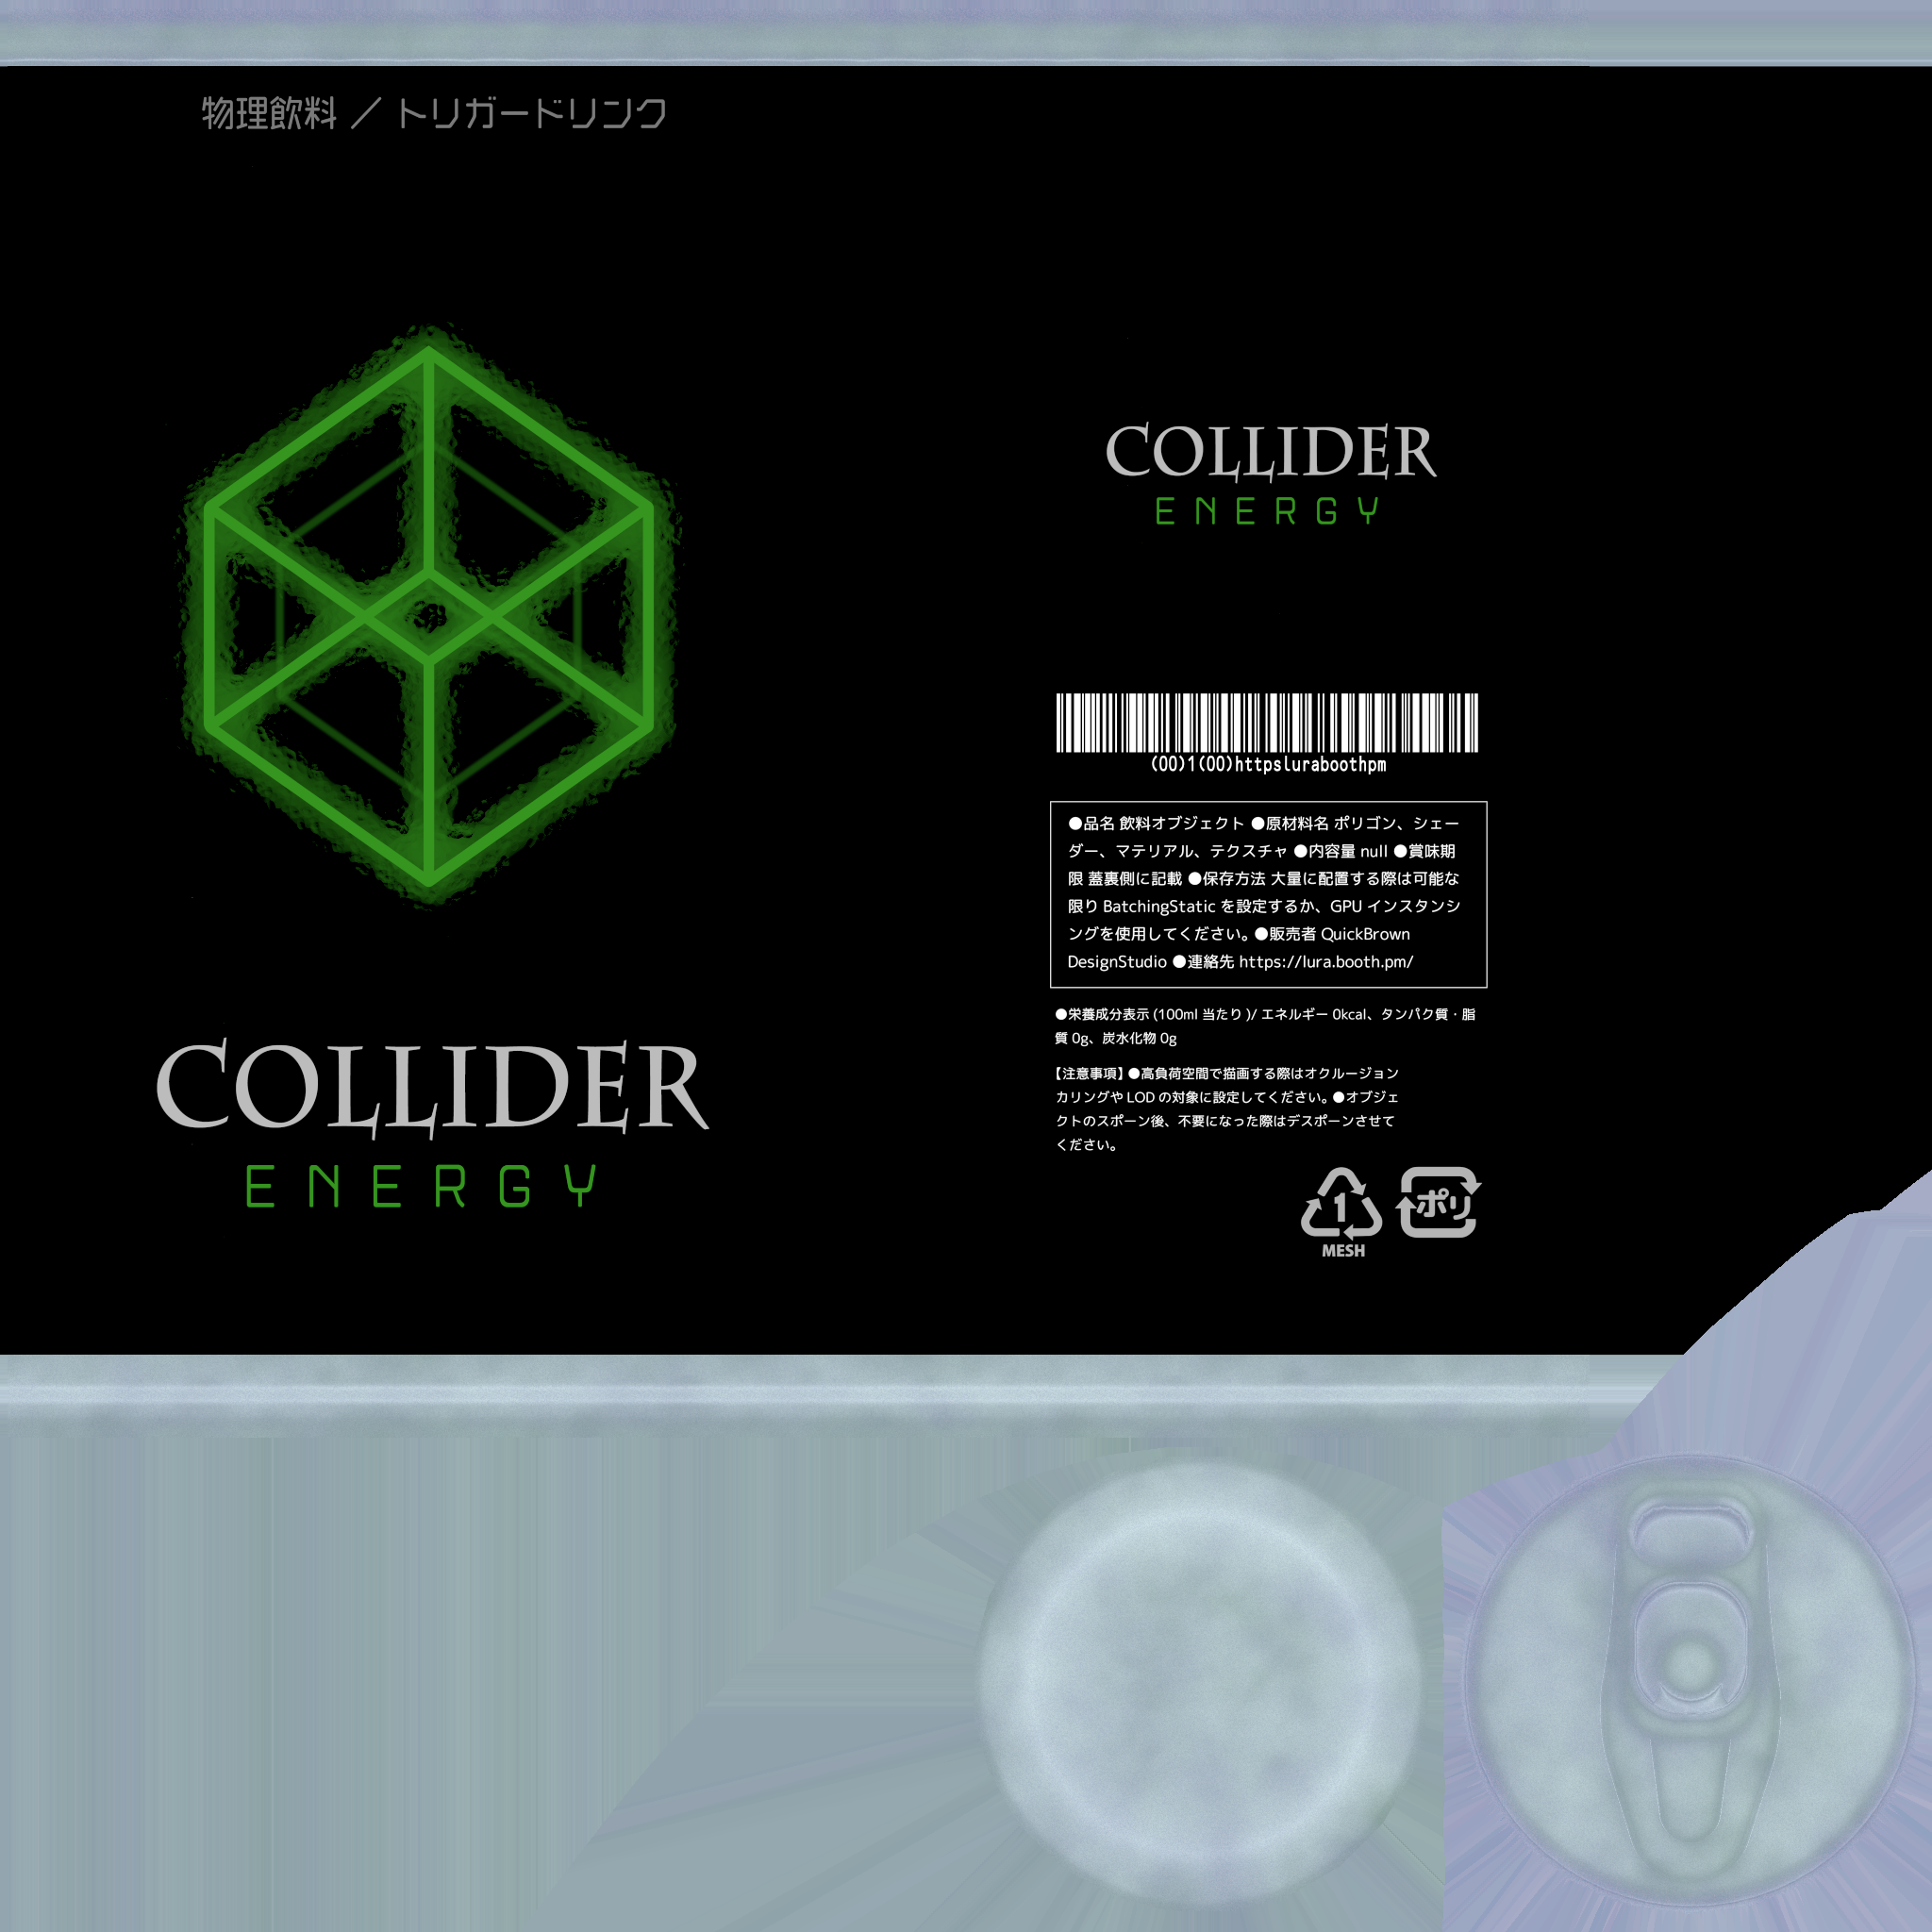 物理飲料 ／ トリガードリンク
COLLIDER
ENERGY
COLLIDER
ENERGY
(00)1(00)httpsluraboothpm
●品名 飲料オブジェクト ●原材料名 ポリゴン、シェー
ダー、マテリアル、テクスチャ ●内容量 null ●賞味期
限 蓋裏側に記載 ●保存方法 大量に配置する際は可能な
限り BatchingStatic を設定するか、GPU インスタンシ
ングを使用してください。●販売者 QuickBrown
DesignStudio ●連絡先 https://lura.booth.pm/
●栄養成分表示 (100ml 当たり )/ エネルギー 0kcal、タンパク質・脂
質 0g、炭水化物 0g
【注意事項】●高負荷空間で描画する際はオクルージョン
カリングや LOD の対象に設定してください。●オブジェ
クトのスポーン後、不要になった際はデスポーンさせて
ください。
1
MESH
ポリ